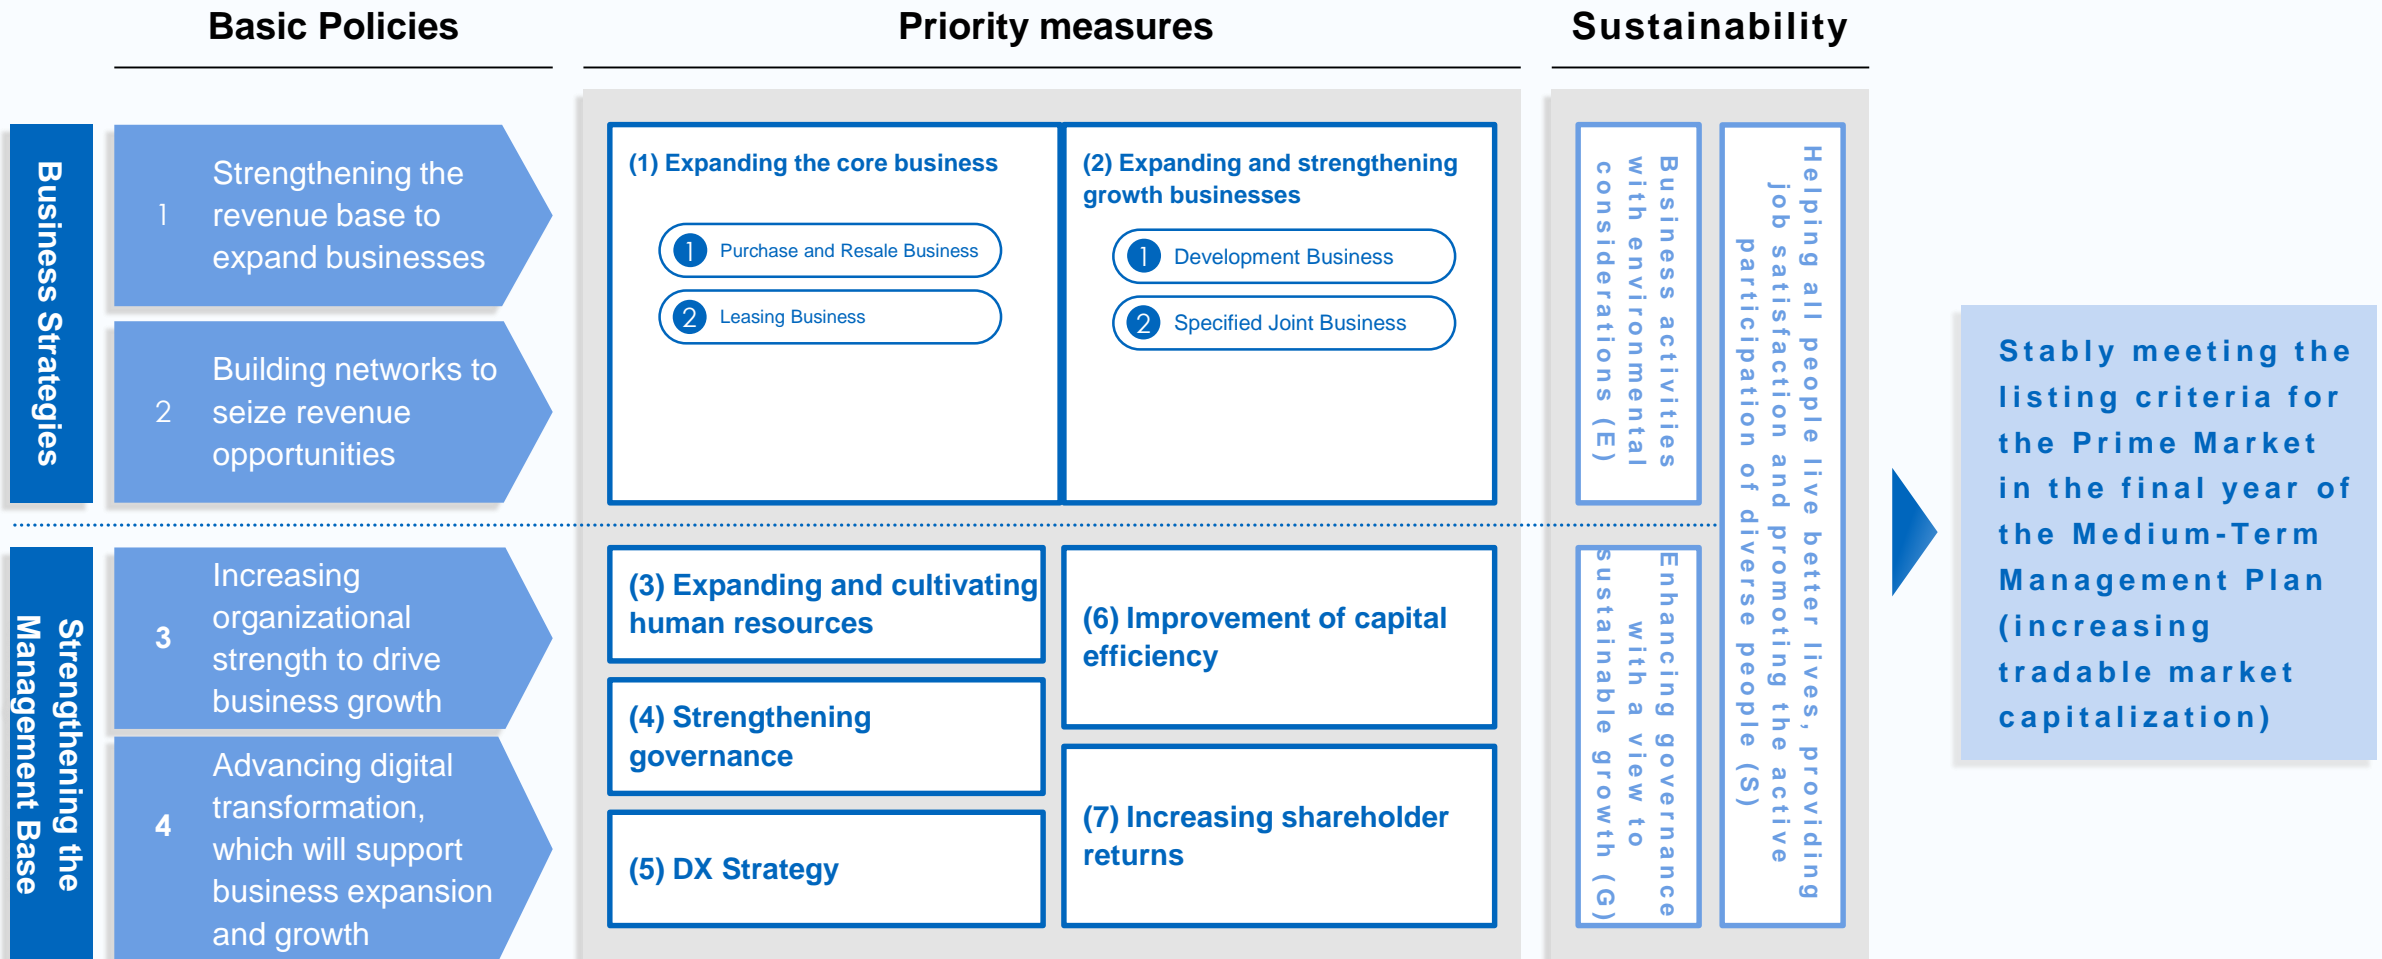 Basic Policies
Priority measures
Sustainability
Business Strategies
1
Strengthening the
revenue base to
expand businesses
2
Building networks to
seize revenue
opportunities
(1) Expanding the core business
1 Purchase and Resale Business
2 Leasing Business
(2) Expanding and strengthening
growth businesses
1 Development Business
2 Specified Joint Business
Business activities
with environmental
considerations (E)
Helping all people live better lives, providing
job satisfaction and promoting the active
participation of diverse people (S)
Strengthening the
Management Base
3
Increasing
organizational
strength to drive
business growth
4
Advancing digital
transformation,
which will support
business expansion
and growth
(3) Expanding and cultivating
human resources
(4) Strengthening
governance
(5) DX Strategy
(6) Improvement of capital
efficiency
(7) Increasing shareholder
returns
Enhancing governance
with a view to
sustainable growth (G)
Stably meeting the
listing criteria for
the Prime Market
in the final year of
the Medium-Term
Management Plan
(increasing
tradable market
capitalization)